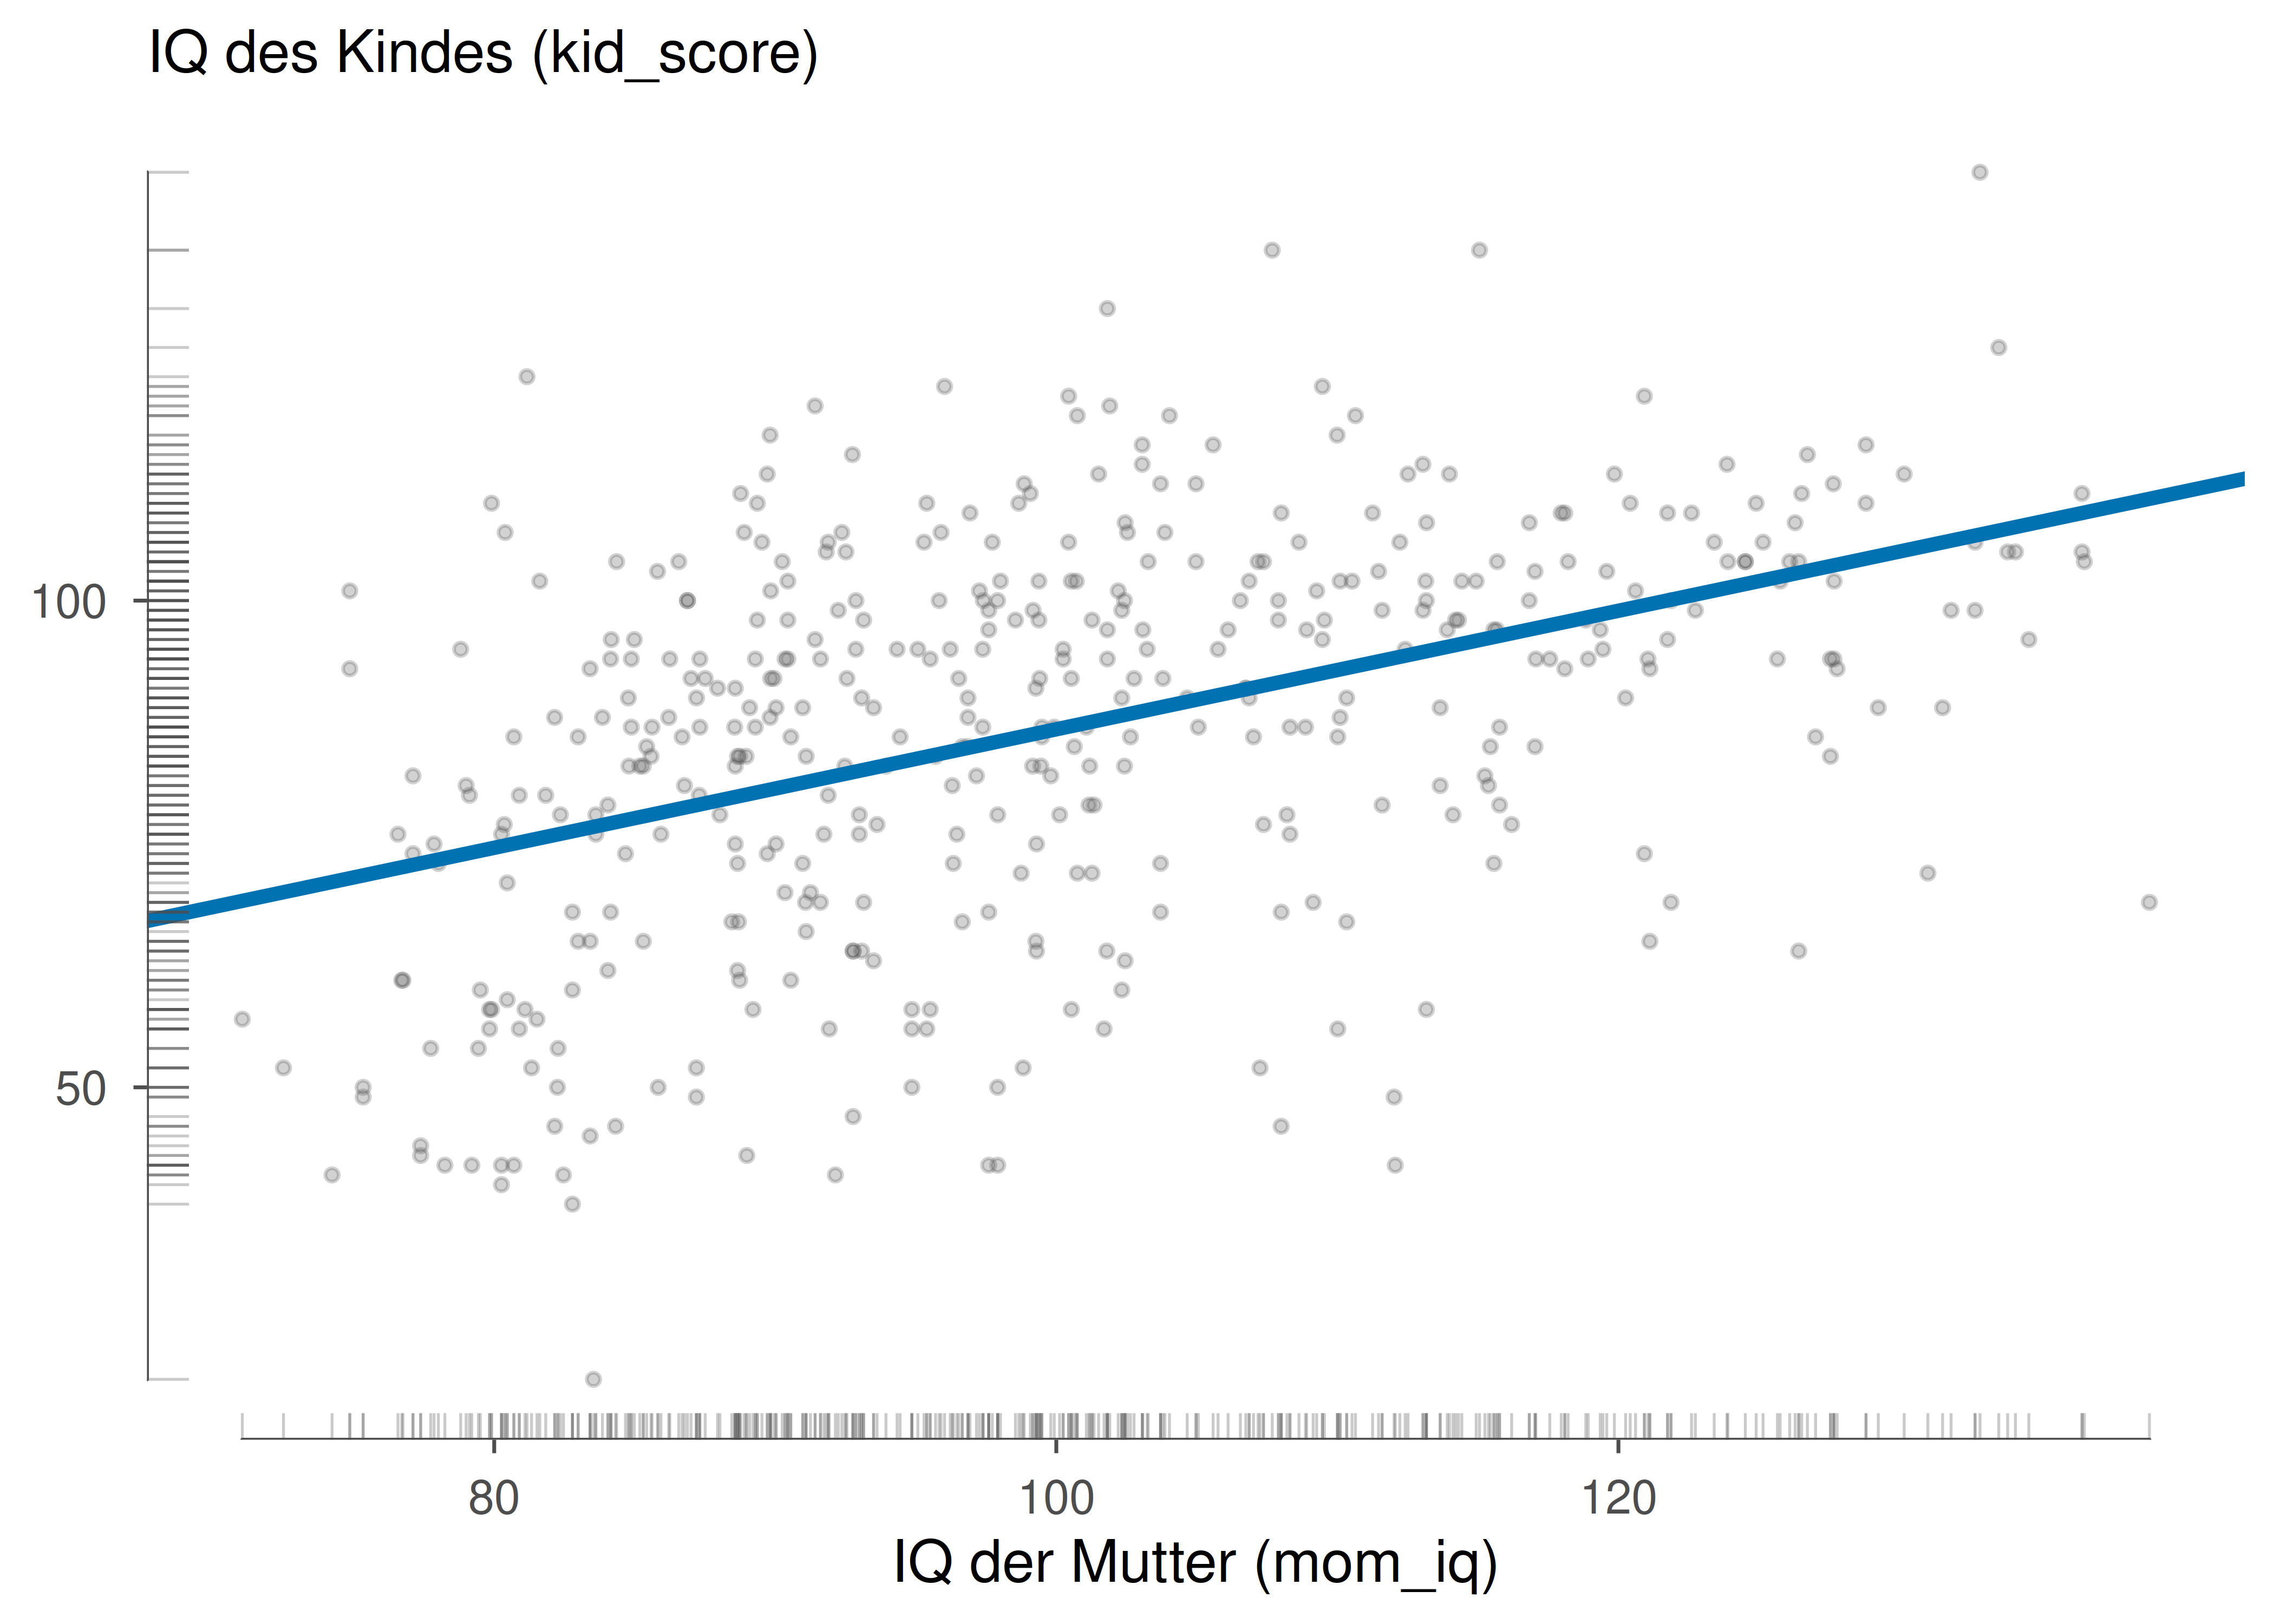 IQ des Kindes (kid_score)
100
50
80 100 120
IQ der Mutter (mom_iq)